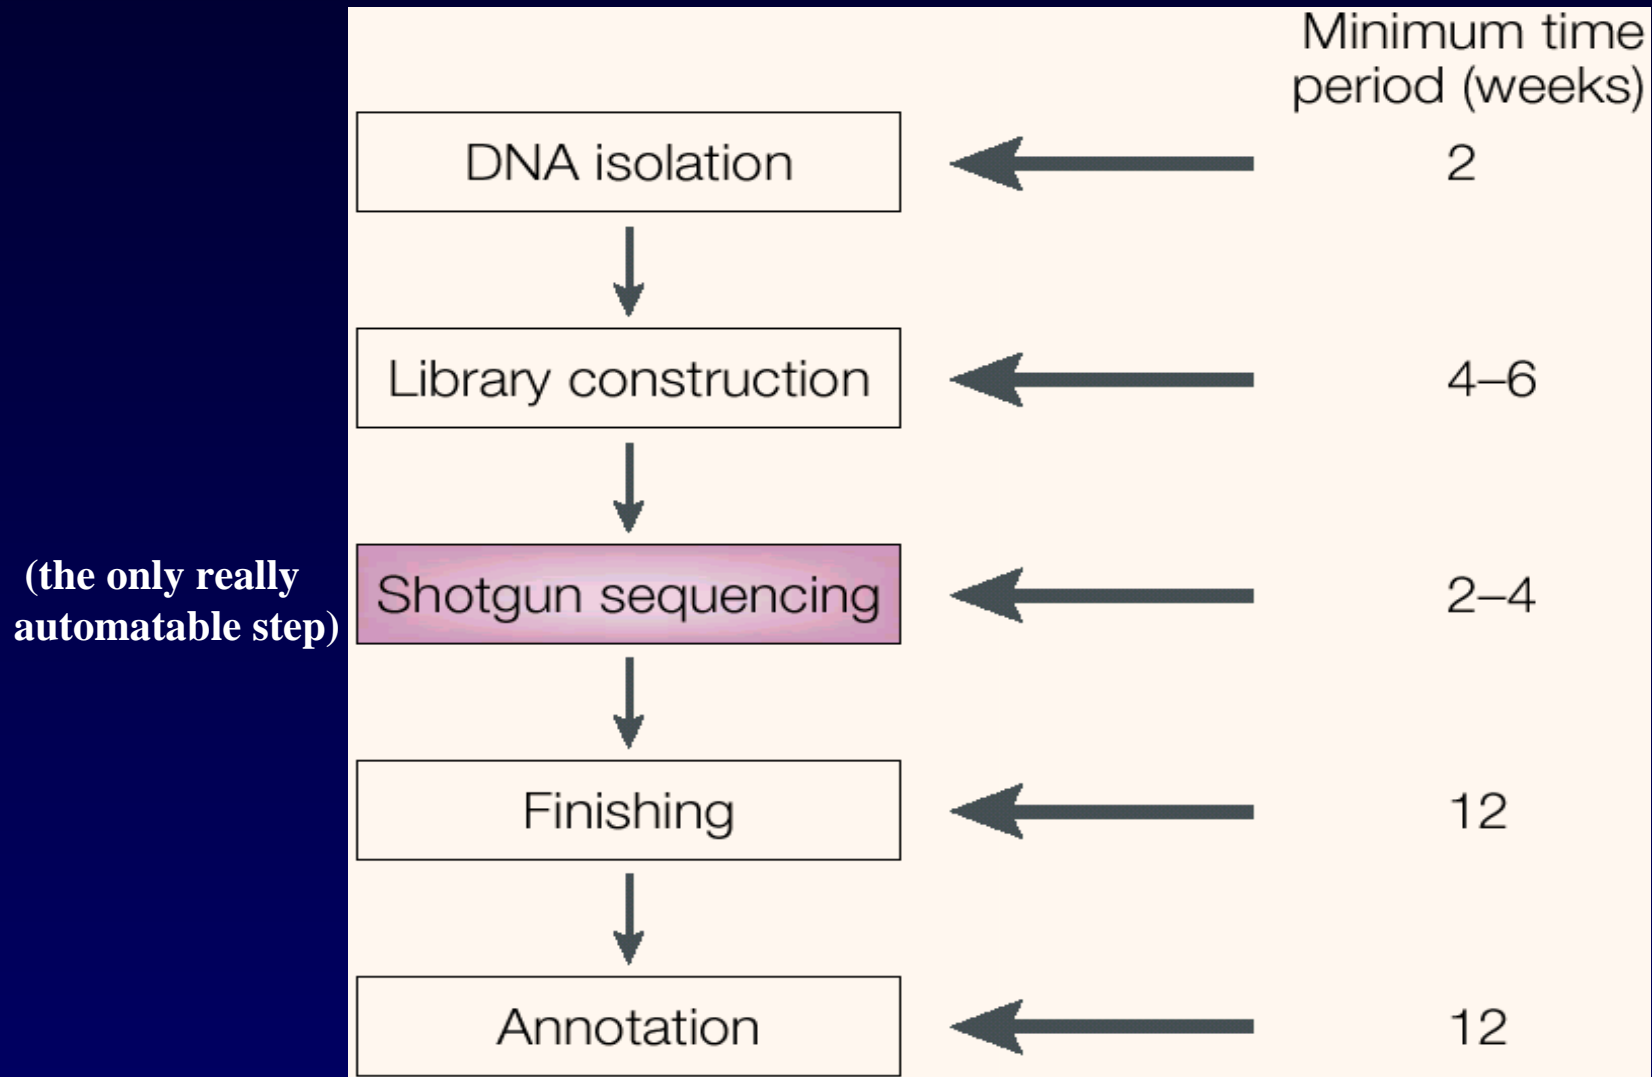 Minimum time
period (weeks)
DNA isolation
2
Library construction
4–6
(the only really
automatable step)
Shotgun sequencing
2–4
Finishing
12
Annotation
12